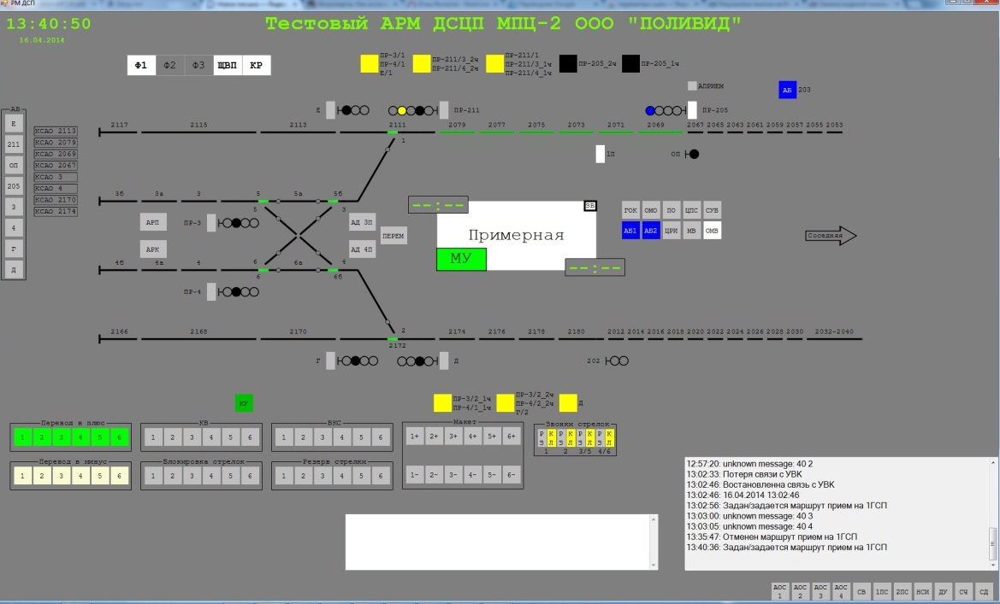 РМ ДСП
13:40:50
16.04.2014
Тестовый АРМ ДСЦП МПЦ-2 ООО "ПОЛИВИД"
Ф1 Ф2 Ф3 ЩВП КР
ПР-3/1
ПР-4/1
Е/1
ПР-211/3_2ч
ПР-211/4_2ч
ПР-211/1
ПР-211/3_1ч
ПР-211/4_1ч
ПР-205_2ч
ПР-205_1ч
АПРИЕМ
АБ 203
Е
ПР-211
ПР-205
АВ
Е
211
ОП
205
3
4
Г
Д
КСАО 2113
КСАО 2079
КСАО 2069
КСАО 2067
КСАО 3
КСАО 4
КСАО 2170
КСАО 2174
2117 2115 2113 2111 2079 2077 2075 2073 2071 2069 2067 2065 2063 2061 2059 2057 2055 2053
1
1П
ОП
3б 3а 3 5 5а 5б
5 3
ПР-3
АРП
АРК
АД 3П
АД 4П
ПЕРЕМ
--:--
ЗВ
Примерная
МУ
--:--
РОК ОМО ПО ЦПС СУВ
АБ1 АБ2 ЦРИ МВ ОМВ
Соседняя
4б 4а 4 6а
6 6б
ПР-4
2166 2168 2170 2 2174 2176 2178 2180 2012 2014 2016 2018 2020 2022 2024 2026 2028 2030 2032-2040
2172
Г
Д
202
КУ
ПР-3/2_1ч
ПР-4/1_1ч
ПР-3/2_2ч
ПР-4/2_2ч
Г/2
Д
Перевод в плюс
1 2 3 4 5 6
КВ
1 2 3 4 5 6
ВКС
1 2 3 4 5 6
Макет
1+ 2+ 3+ 4+ 5+ 6+
1- 2- 3- 4- 5- 6-
Звонки стрелок
Р К Р К Р К Р К
З Л З Л З Л З Л
1 2 3/5 4/6
Перевод в минус
1 2 3 4 5 6
Блокировка стрелок
1 2 3 4 5 6
Резерв стрелки
1 2 3 4 5 6
12:57:20: unknown message: 40 2
13:02:33: Потеря связи с УВК
13:02:46: Востановленна связь с УВК
13:02:46: 16.04.2014 13:02:46
13:02:56: Задан/задается маршрут прием на 1ГСП
13:03:00: unknown message: 40 3
13:03:05: unknown message: 40 4
13:35:47: Отменен маршрут прием на 1ГСП
13:40:36: Задан/задается маршрут прием на 1ГСП
АОС 1 АОС 2 АОС 3 АОС 4 СВ 1ПС 2ПС НСИ ДУ СЧ СД